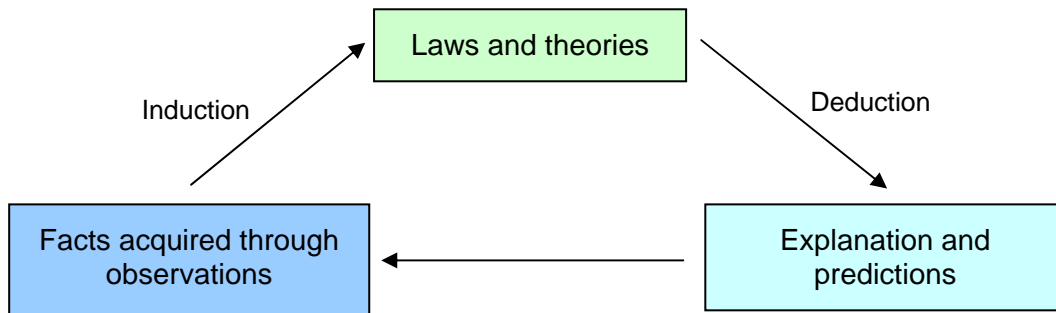 Laws and theories
Induction
Deduction
Facts acquired through
observations
Explanation and
predictions